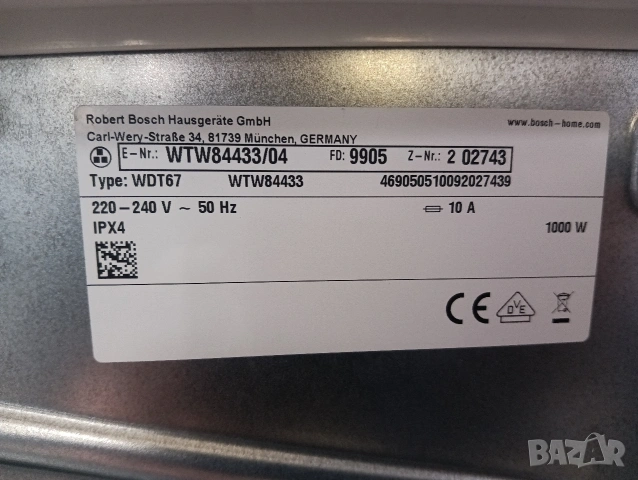 Robert Bosch Hausgeräte GmbH
www.bosch-home.com
Carl-Wery-Straße 34, 81739 München, GERMANY
E-Nr.: WTW84433/04 FD: 9905 Z-Nr.: 2 02743
Type: WDT67 WTW84433 469050510092027439
220-240 V ~ 50 Hz 10 A
IPX4 1000 W
CE DVE
BAZAR